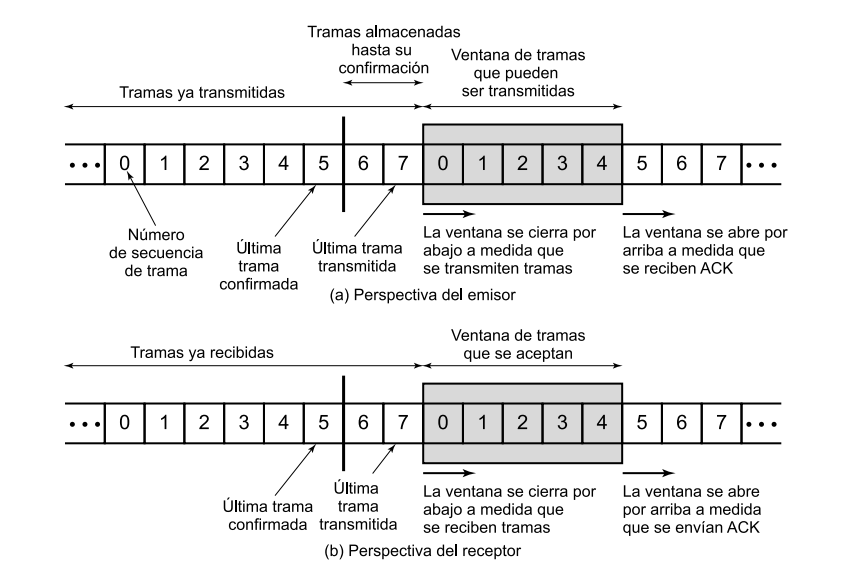 Tramas almacenadas
hasta su
confirmación
Ventana de tramas
que pueden
ser transmitidas
Tramas ya transmitidas
••• 0 1 2 3 4 5 6 7 0 1 2 3 4 5 6 7 •••
Número
de secuencia
de trama
Última
trama
confirmada
Última trama
transmitida
La ventana se cierra por
abajo a medida que
se transmiten tramas
La ventana se abre por
arriba a medida que
se reciben ACK
(a) Perspectiva del emisor
Ventana de tramas
que se aceptan
Tramas ya recibidas
••• 0 1 2 3 4 5 6 7 0 1 2 3 4 5 6 7 •••
Última trama
confirmada
Última
trama
transmitida
La ventana se cierra por
abajo a medida que
se reciben tramas
La ventana se abre
por arriba a medida
que se envían ACK
(b) Perspectiva del receptor